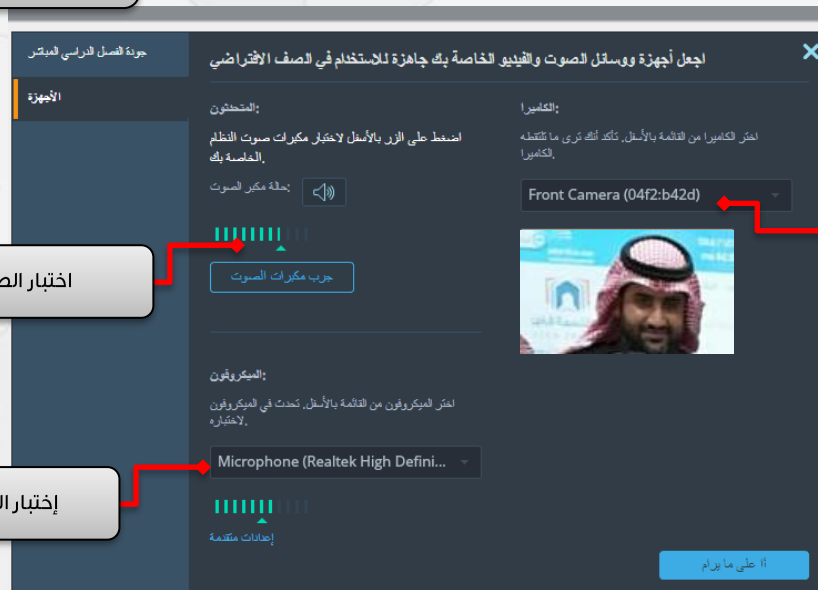 جودة الفصل الدراسي المباشر
الأجهزة
اجعل أجهزة ووسائل الصوت والفيديو الخاصة بك جاهزة للاستخدام في الصف الافتراضي
المتحدثون:
اضغط على الزر بالأسفل لاختبار مكبرات صوت النظام
الخاصة بك.
حالة مكبر الصوت:
جرب مكبرات الصوت
الميكروفون:
اختر الميكروفون من القائمة بالأسفل. تحدث في الميكروفون
لاختباره.
Microphone (Realtek High Defini...
إعدادات متقدمة
الكاميرا:
اختر الكاميرا من القائمة بالأسفل. تأكد أنك ترى ما تلتقطه
الكاميرا.
Front Camera (04f2:b42d)
أنا على ما يرام
اختبار
إختبار